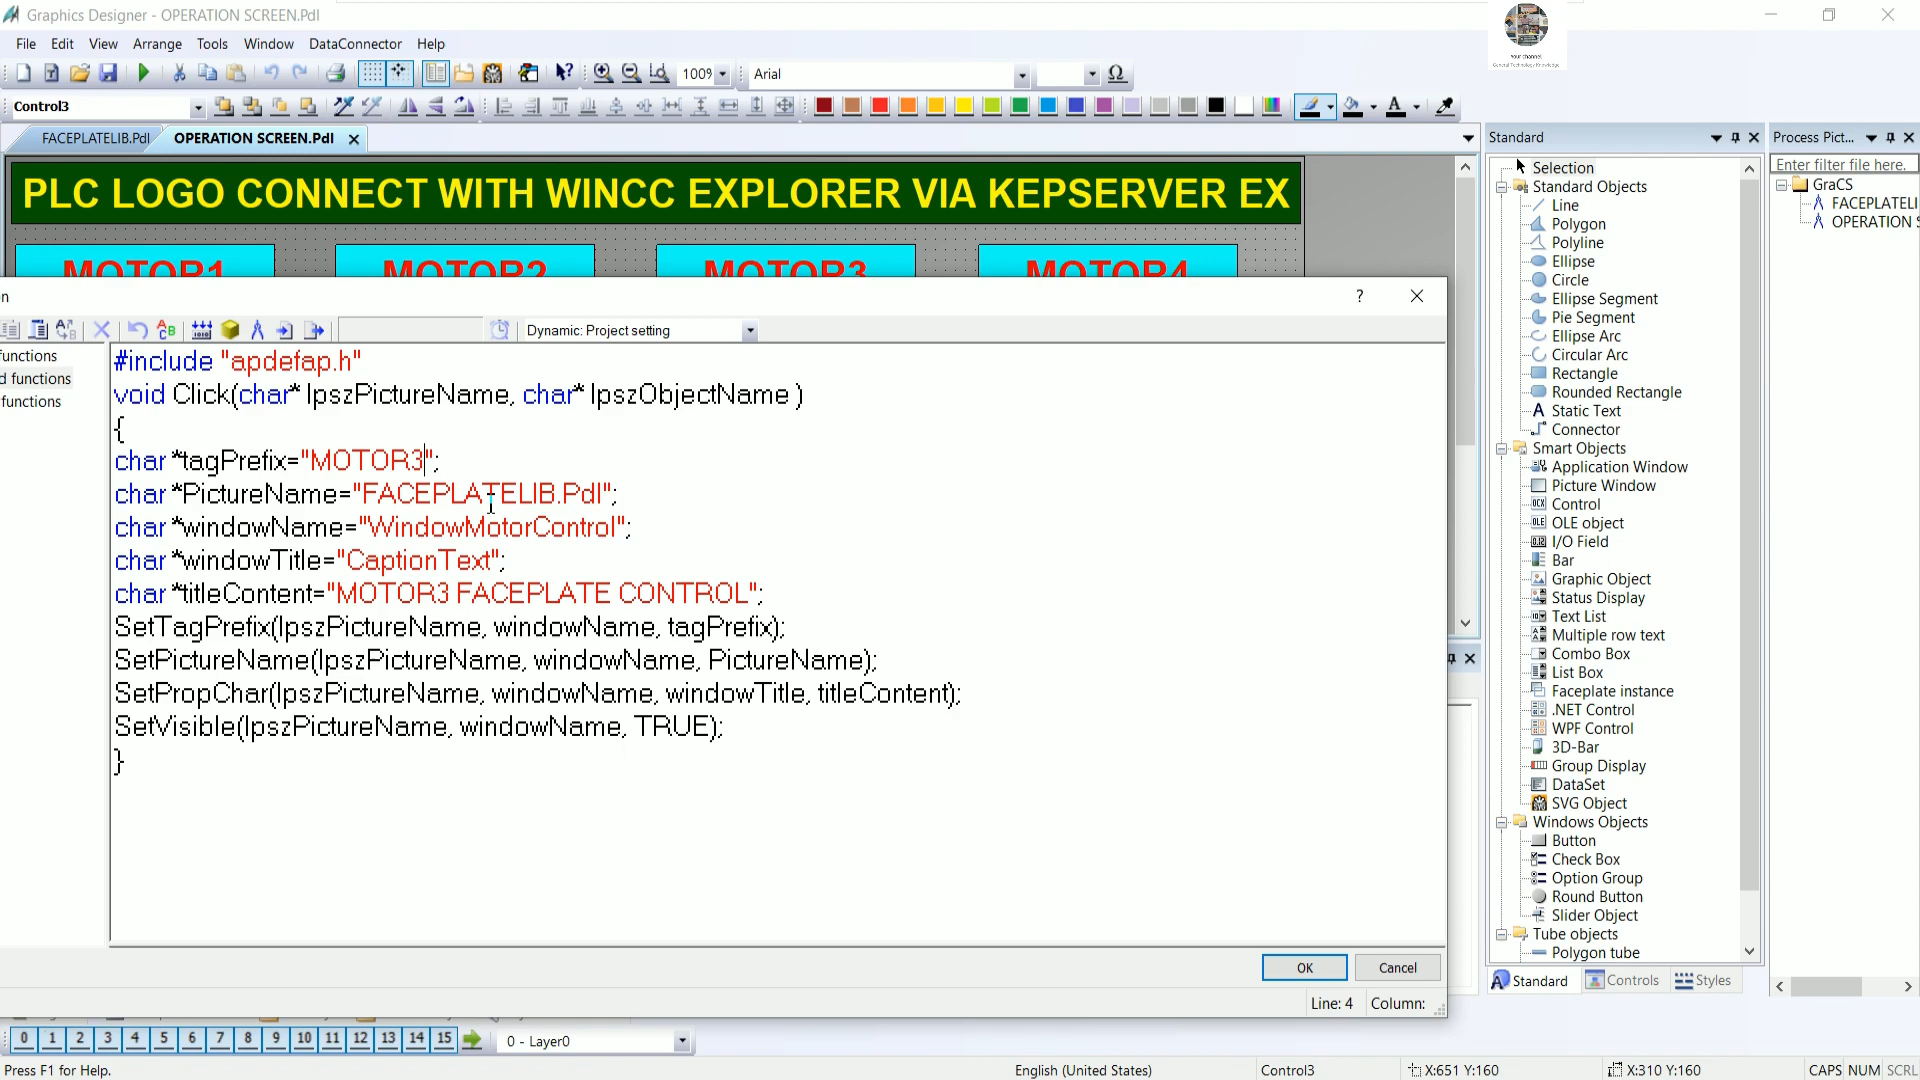 Graphics Designer - OPERATION SCREEN.Pdl
Your channel
General Technology Knowledge
File Edit View Arrange Tools Window DataConnector Help
100% Arial
Control3
FACEPLATELIB.Pdl OPERATION SCREEN.Pdl
PLC LOGO CONNECT WITH WINCC EXPLORER VIA KEPSERVER EX
MOTOR1 MOTOR2 MOTOR3 MOTOR4
n
Dynamic: Project setting
functions
d functions
functions
#include "apdefap.h"
void Click(char* lpszPictureName, char* lpszObjectName )
{
char *tagPrefix="MOTOR3";
char *PictureName="FACEPLATELIB.Pdl";
char *windowName="WindowMotorControl";
char *windowTitle="CaptionText";
char *titleContent="MOTOR3 FACEPLATE CONTROL";
SetTagPrefix(lpszPictureName, windowName, tagPrefix);
SetPictureName(lpszPictureName, windowName, PictureName);
SetPropChar(lpszPictureName, windowName, windowTitle, titleContent);
SetVisible(lpszPictureName, windowName, TRUE);
}
OK Cancel
Line: 4 Column:
Standard
Selection
Standard Objects
Line
Polygon
Polyline
Ellipse
Circle
Ellipse Segment
Pie Segment
Ellipse Arc
Circular Arc
Rectangle
Rounded Rectangle
Static Text
Connector
Smart Objects
Application Window
Picture Window
Control
OLE object
I/O Field
Bar
Graphic Object
Status Display
Text List
Multiple row text
Combo Box
List Box
Faceplate instance
.NET Control
WPF Control
3D-Bar
Group Display
DataSet
SVG Object
Windows Objects
Button
Check Box
Option Group
Round Button
Slider Object
Tube objects
Polygon tube
Standard Controls Styles
Process Pict...
Enter filter file here.
GraCS
FACEPLATELI
OPERATION S
0 1 2 3 4 5 6 7 8 9 10 11 12 13 14 15 0 - Layer0
Press F1 for Help. English (United States) Control3 X:651 Y:160 X:310 Y:160 CAPS NUM SCRL